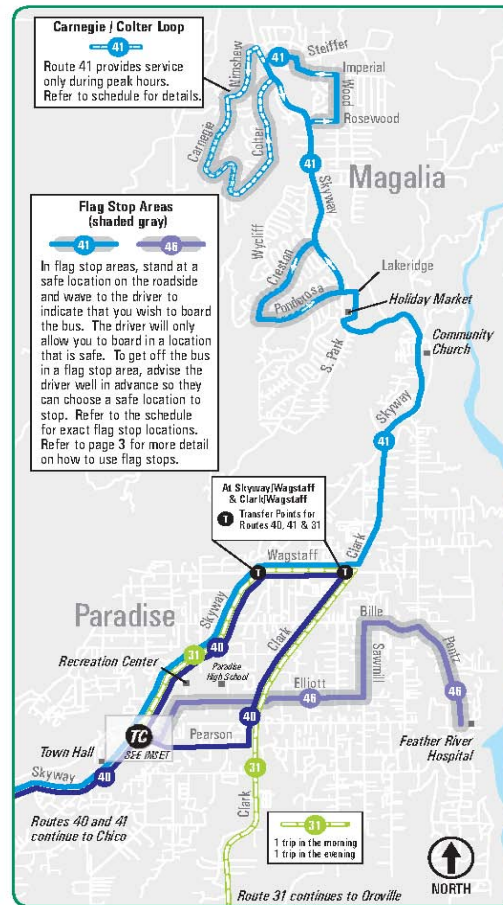 Carnegie / Colter Loop
41
Route 41 provides service
only during peak hours.
Refer to schedule for details.
Nimshew
41
Steiffer
Imperial
Wood
Rosewood
Carnegie
Colter
41
Skyway
Magalia
Wycliff
Creston
Ponderosa
Lakeridge
Holiday Market
S. Park
Community
Church
Skyway
41
Flag Stop Areas
(shaded gray)
41
46
In flag stop areas, stand at a
safe location on the roadside
and wave to the driver to
indicate that you wish to board
the bus. The driver will only
allow you to board in a location
that is safe. To get off the bus
in a flag stop area, advise the
driver well in advance so they
can choose a safe location to
stop. Refer to the schedule
for exact flag stop locations.
Refer to page 3 for more detail
on how to use flag stops.
At Skyway/Wagstaff
& Clark/Wagstaff
T Transfer Points for
Routes 40, 41 & 31
Wagstaff
Clark
T
T
Paradise
Skyway
Clark
Bille
Sawmill
Pentz
31
40
Recreation Center
Paradise
High School
Elliott
46
46
TC
SEE INSET
Pearson
40
Town Hall
Skyway
40
Feather River
Hospital
31
Clark
Routes 40 and 41
continue to Chico
31
1 trip in the morning
1 trip in the evening
NORTH
Route 31 continues to Oroville